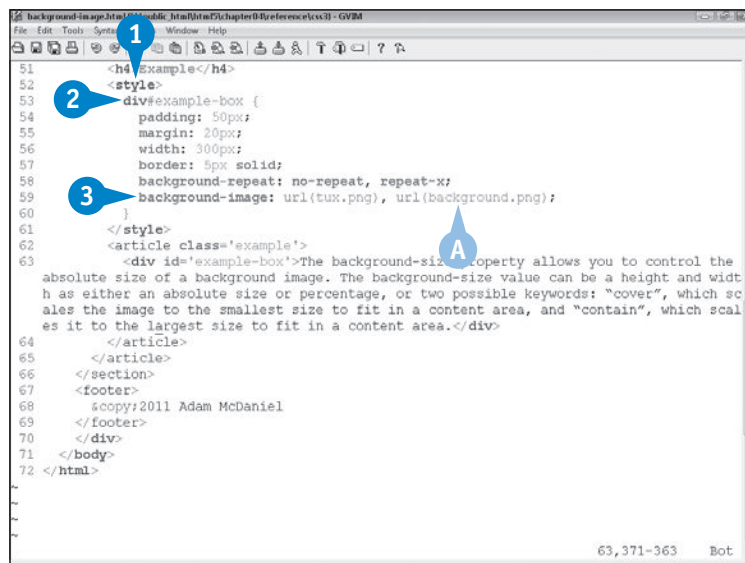 background-image.htm public_html\html5\chapter04\reference\css3) - GVIM
File Edit Tools Synta Window Help
1
51 <h4 Example</h4>
52 <style>
2
53 div#example-box {
54 padding: 50px;
55 margin: 20px;
56 width: 300px;
57 border: 5px solid;
58 background-repeat: no-repeat, repeat-x;
3
59 background-image: url(tux.png), url(background.png);
60 }
A
61 </style>
62 <article class='example'>
63 <div id='example-box'>The background-siz roperty allows you to control the
absolute size of a background image. The background-size value can be a height and widt
h as either an absolute size or percentage, or two possible keywords: “cover”, which sc
ales the image to the smallest size to fit in a content area, and “contain”, which scal
es it to the largest size to fit in a content area.</div>
64 </article>
65 </article>
66 </section>
67 <footer>
68 &copy;2011 Adam McDaniel
69 </footer>
70 </div>
71 </body>
72 </html>
~
~
~
~
63,371-363 Bot